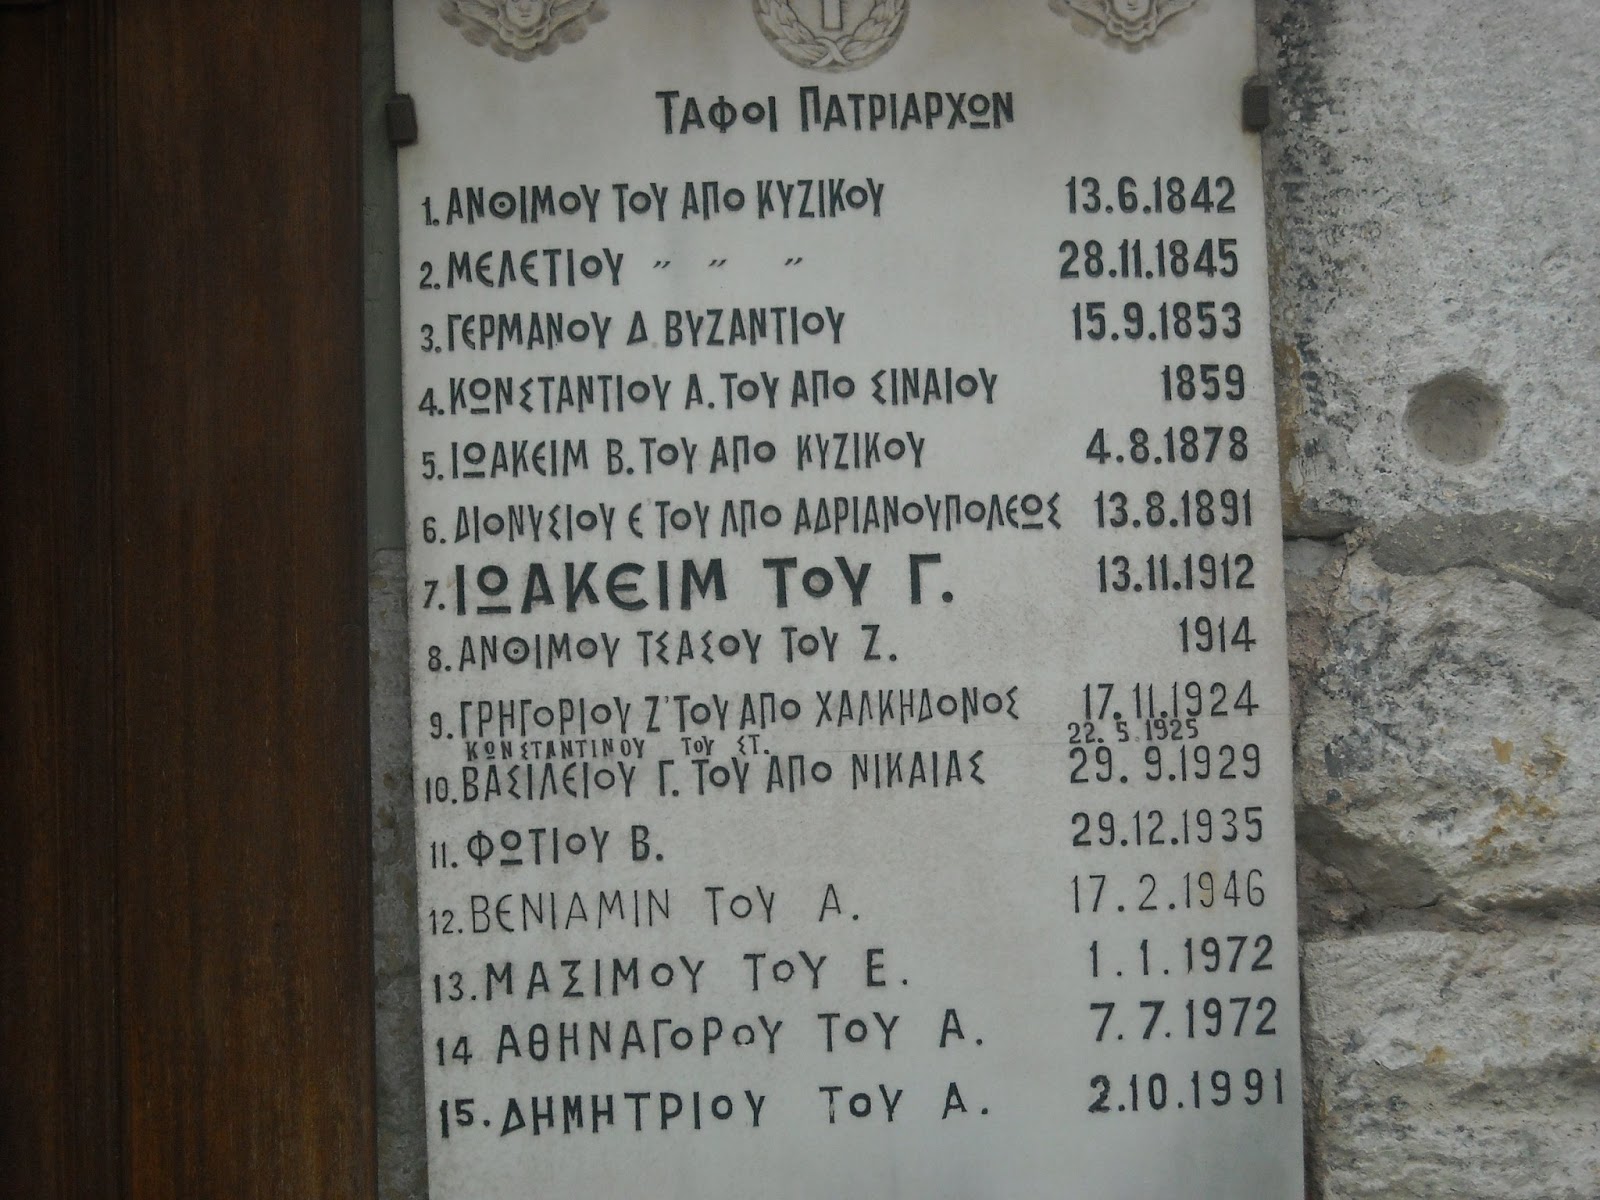 ΤΑΦΟΙ ΠΑΤΡΙΑΡΧΩΝ
1. ΑΝΘΙΜΟΥ ΤΟΥ ΑΠΟ ΚΥΖΙΚΟΥ 13.6.1842
2. ΜΕΛΕΤΙΟΥ " " " 28.11.1845
3. ΓΕΡΜΑΝΟΥ Δ ΒΥΖΑΝΤΙΟΥ 15.9.1853
4. ΚΩΝΣΤΑΝΤΙΟΥ Α. ΤΟΥ ΑΠΟ ΣΙΝΑΙΟΥ 1859
5. ΙΩΑΚΕΙΜ Β. ΤΟΥ ΑΠΟ ΚΥΖΙΚΟΥ 4.8.1878
6. ΔΙΟΝΥΣΙΟΥ Ε ΤΟΥ ΑΠΟ ΑΔΡΙΑΝΟΥΠΟΛΕΩΣ 13.8.1891
7. ΙΩΑΚΕΙΜ ΤΟΥ Γ. 13.11.1912
8. ΑΝΘΙΜΟΥ ΤΣΑΣΟΥ ΤΟΥ Ζ. 1914
9. ΓΡΗΓΟΡΙΟΥ Ζ' ΤΟΥ ΑΠΟ ΧΑΛΚΗΔΟΝΟΣ 17.11.1924
ΚΩΝΣΤΑΝΤΙΝΟΥ ΤΟΥ ΣΤ. 22. 5. 1925
10. ΒΑΣΙΛΕΙΟΥ Γ. ΤΟΥ ΑΠΟ ΝΙΚΑΙΑΣ 29. 9.1929
11. ΦΩΤΙΟΥ Β. 29.12.1935
12. ΒΕΝΙΑΜΙΝ ΤΟΥ Α. 17. 2. 1946
13. ΜΑΣΙΜΟΥ ΤΟΥ Ε. 1. 1. 1972
14 ΑΘΗΝΑΓΟΡΟΥ ΤΟΥ Α. 7. 7. 1972
15. ΔΗΜΗΤΡΙΟΥ ΤΟΥ Α. 2.10.1991